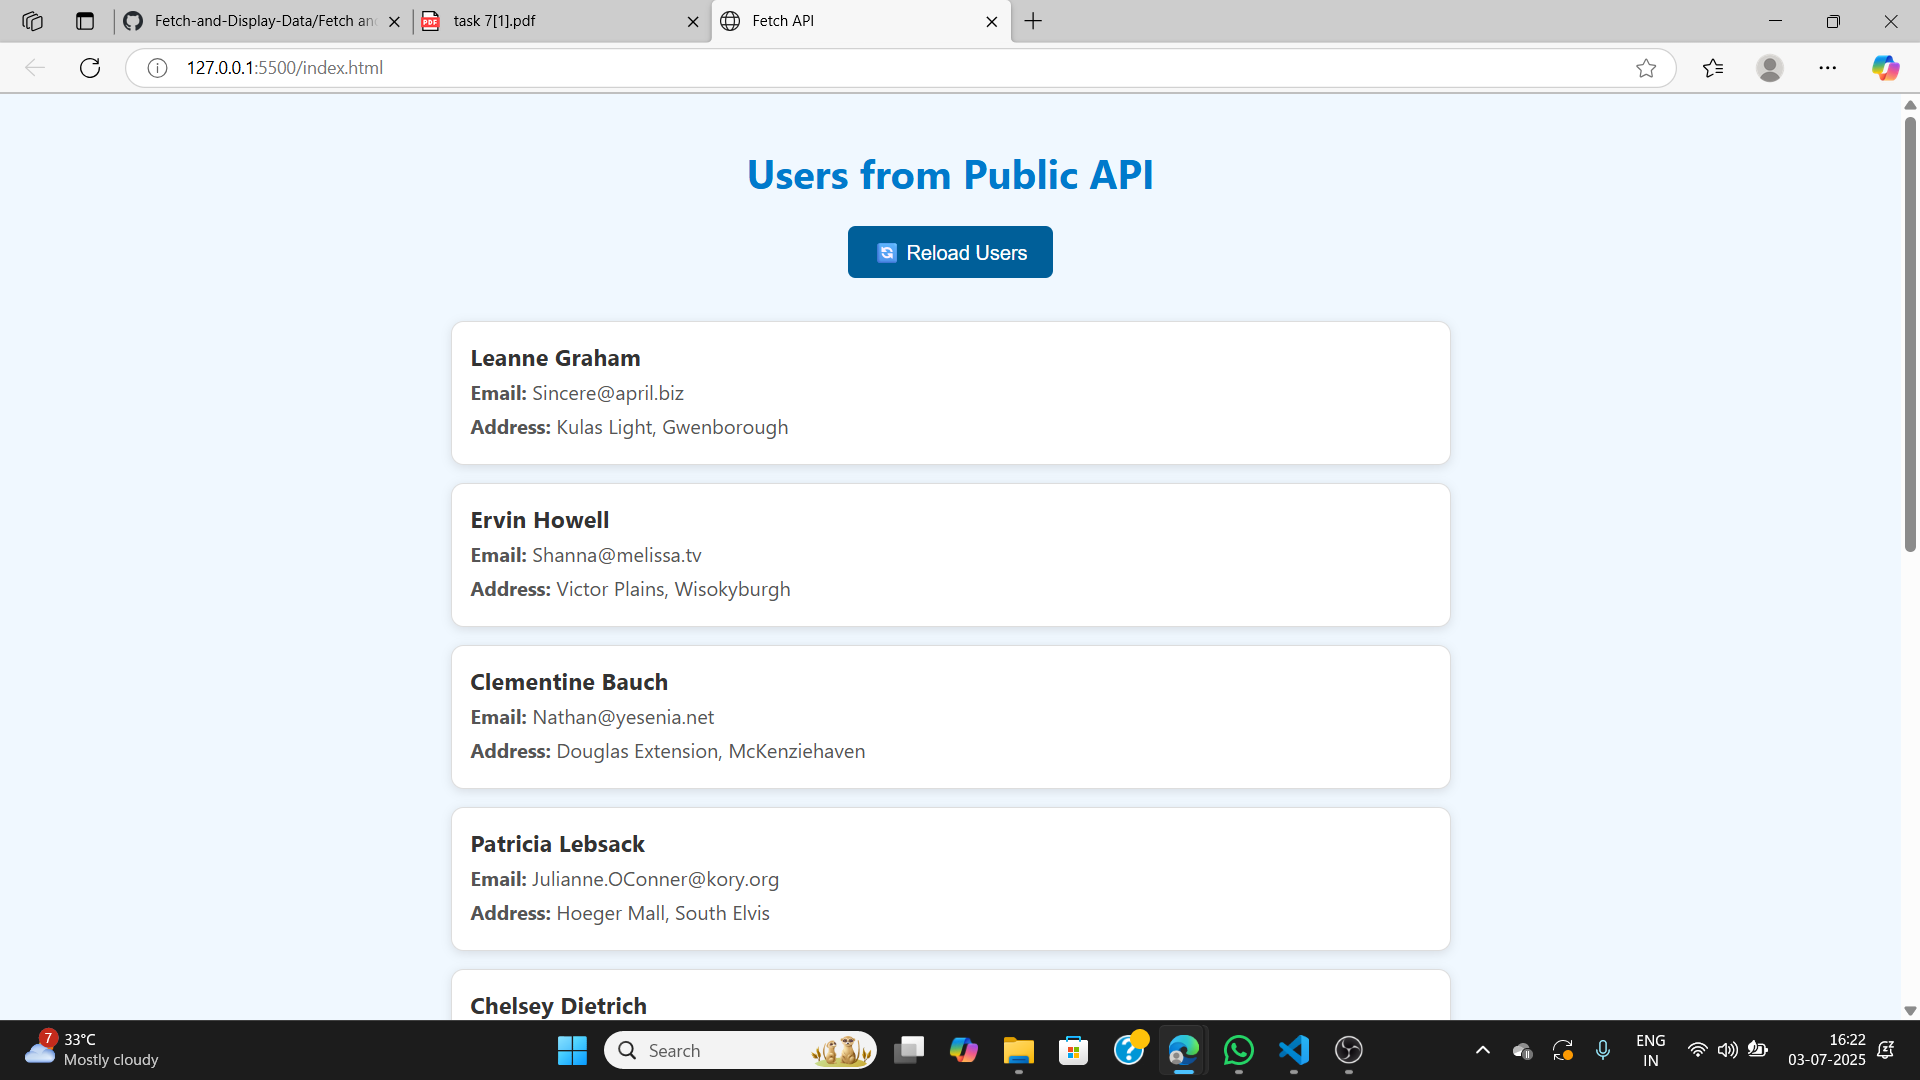 Fetch-and-Display-Data/Fetch an
task 7[1].pdf
Fetch API
127.0.0.1:5500/index.html
Users from Public API
Reload Users
Leanne Graham
Email: Sincere@april.biz
Address: Kulas Light, Gwenborough
Ervin Howell
Email: Shanna@melissa.tv
Address: Victor Plains, Wisokyburgh
Clementine Bauch
Email: Nathan@yesenia.net
Address: Douglas Extension, McKenziehaven
Patricia Lebsack
Email: Julianne.OConner@kory.org
Address: Hoeger Mall, South Elvis
Chelsey Dietrich
7
33°C
Mostly cloudy
Search
ENG
IN
16:22
03-07-2025